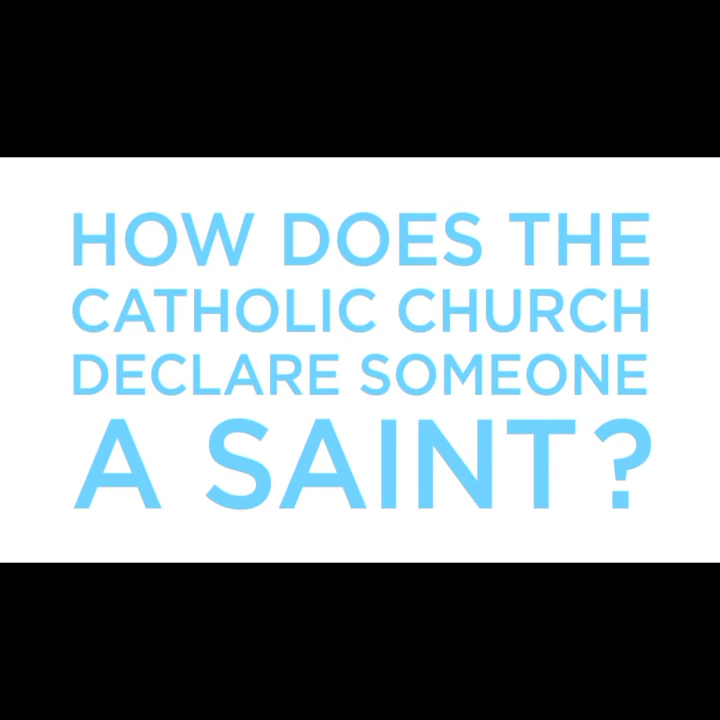 HOW DOES THE
CATHOLIC CHURCH
DECLARE SOMEONE
A SAINT?